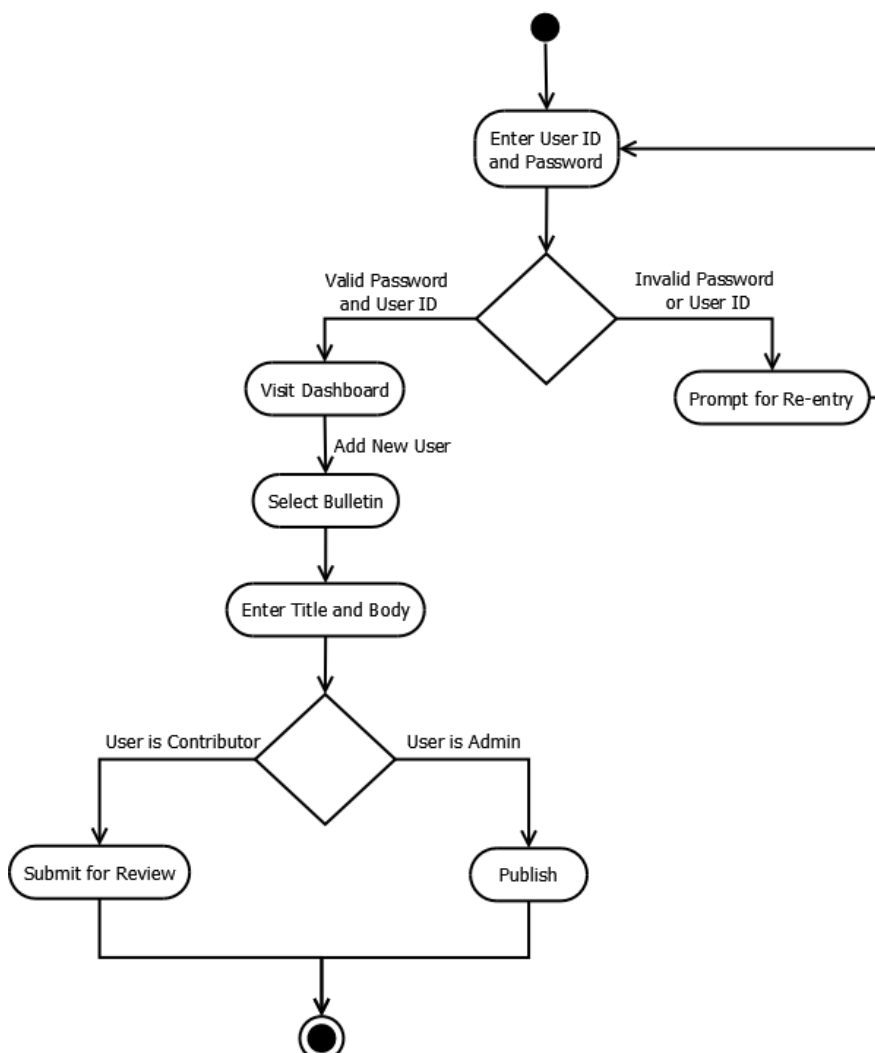 Enter User ID
and Password
Valid Password
and User ID
Invalid Password
or User ID
Visit Dashboard
Prompt for Re-entry
Add New User
Select Bulletin
Enter Title and Body
User is Contributor
User is Admin
Submit for Review
Publish